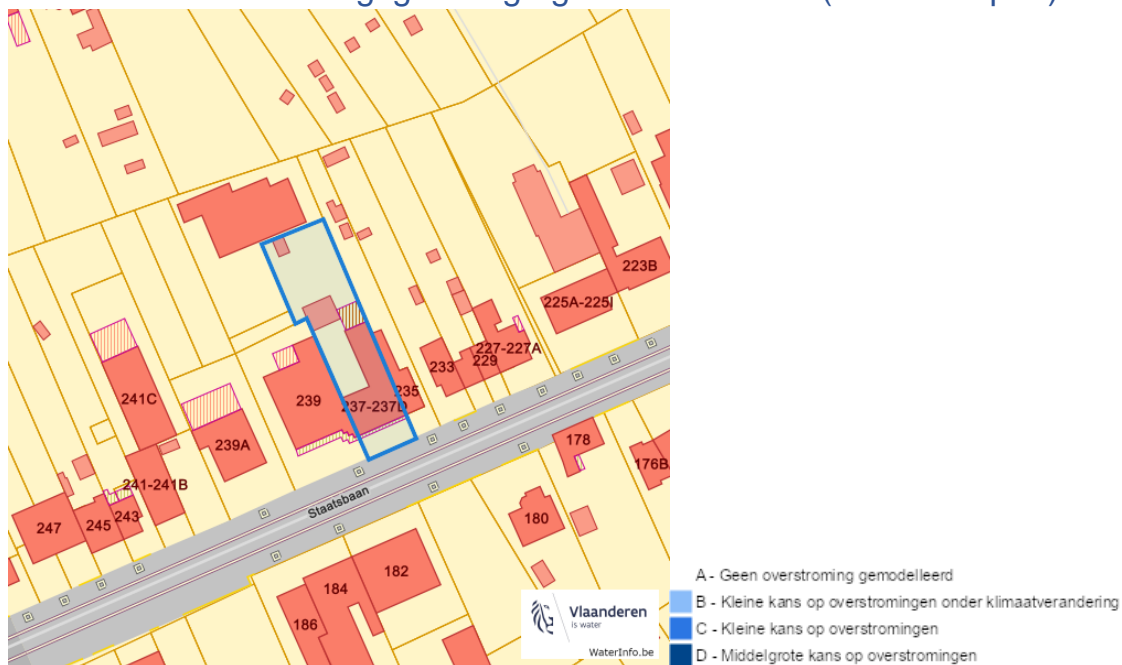 223B
225A-225I
227-227A
229
233
235
237-237D
239
241C
239A
241-241B
247
245
243
Staatsbaan
178
176B
180
182
184
186
Vlaanderen
is water
WaterInfo.be
A - Geen overstroming gemodelleerd
B - Kleine kans op overstromingen onder klimaatverandering
C - Kleine kans op overstromingen
D - Middelgrote kans op overstromingen